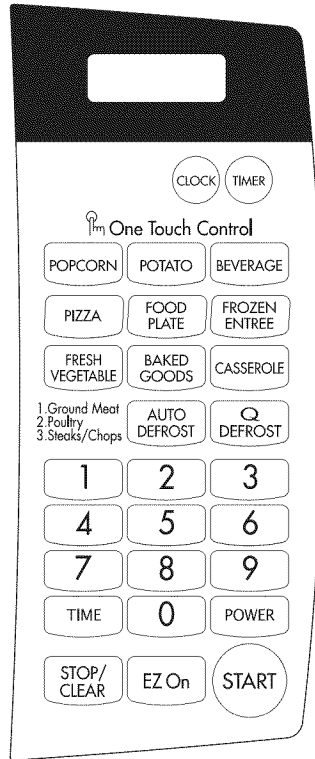 CLOCK TIMER
One Touch Control
POPCORN POTATO BEVERAGE
PIZZA FOOD PLATE FROZEN ENTREE
FRESH VEGETABLE BAKED GOODS CASSEROLE
1.Ground Meat
2.Poultry
3.Steaks/Chops
AUTO DEFROST Q DEFROST
1 2 3
4 5 6
7 8 9
TIME 0 POWER
STOP/CLEAR EZ On START